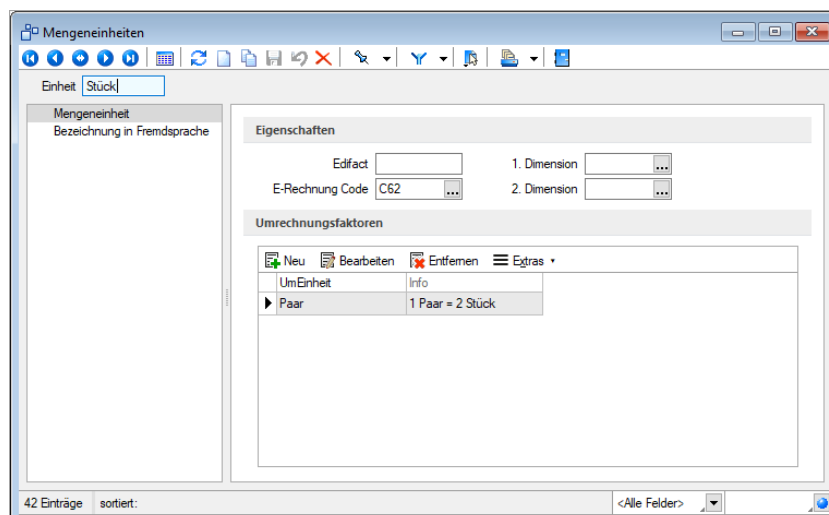 Mengeneinheiten
Einheit Stück
Mengeneinheit
Bezeichnung in Fremdsprache
Eigenschaften
Edifact 1. Dimension ...
E-Rechnung Code C62 ... 2. Dimension ...
Umrechnungsfaktoren
Neu Bearbeiten Entfernen Extras
UmEinheit Info
Paar 1 Paar = 2 Stück
42 Einträge sortiert: <Alle Felder>